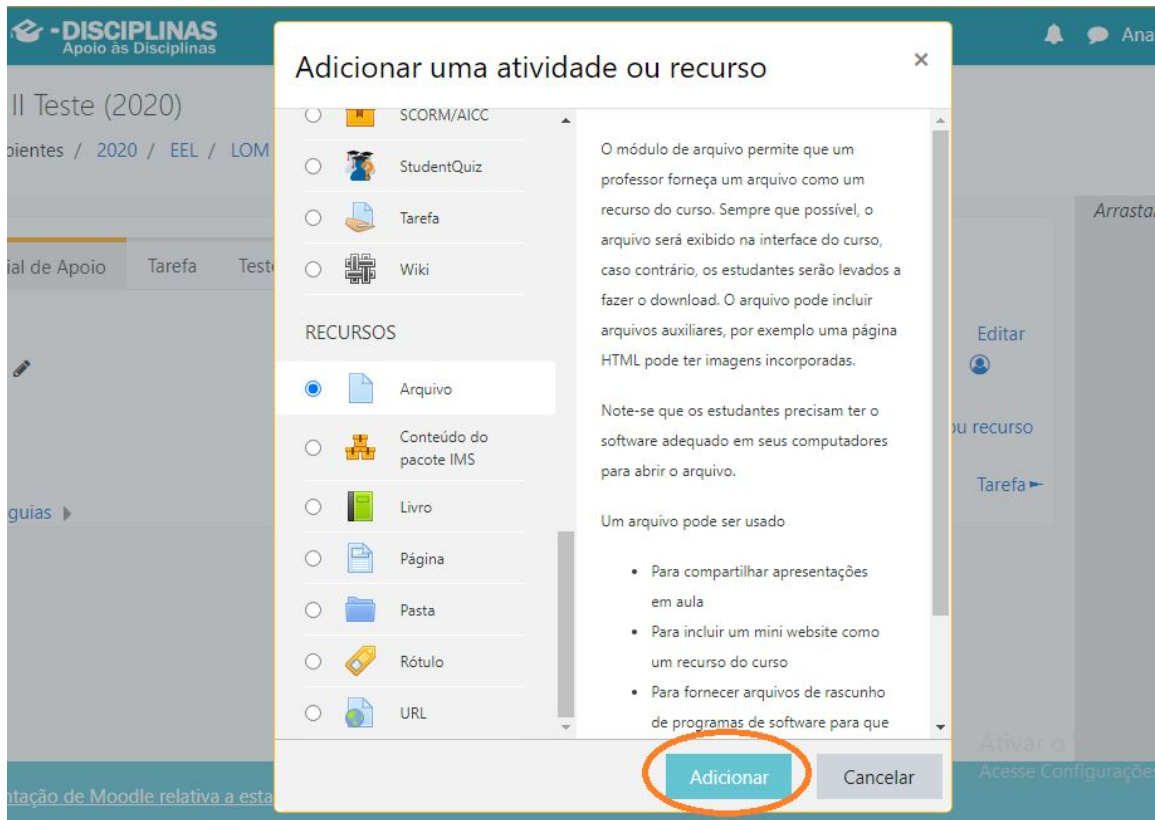 -DISCIPLINAS
Apoio às Disciplinas
Ana
II Teste (2020)
/ 2020 / EEL / LOM
ial de Apoio Tarefa
guias
Adicionar uma atividade ou recurso
×
SCORM/AICC
StudentQuiz
Tarefa
Wiki
RECURSOS
Arquivo
Conteúdo do
pacote IMS
Livro
Página
Pasta
Rótulo
URL
O módulo de arquivo permite que um
professor forneça um arquivo como um
recurso do curso. Sempre que possível, o
arquivo será exibido na interface do curso,
caso contrário, os estudantes serão levados a
fazer o download. O arquivo pode incluir
arquivos auxiliares, por exemplo uma página
HTML pode ter imagens incorporadas.
Note-se que os estudantes precisam ter o
software adequado em seus computadores
para abrir o arquivo.
Um arquivo pode ser usado
• Para compartilhar apresentações
em aula
• Para incluir um mini website como
um recurso do curso
• Para fornecer arquivos de rascunho
de programas de software para que
Adicionar
Cancelar
Editar
ou recurso
Tarefa
Ativar o
Acesse Configurações
ntação de Moodle relativa a esta